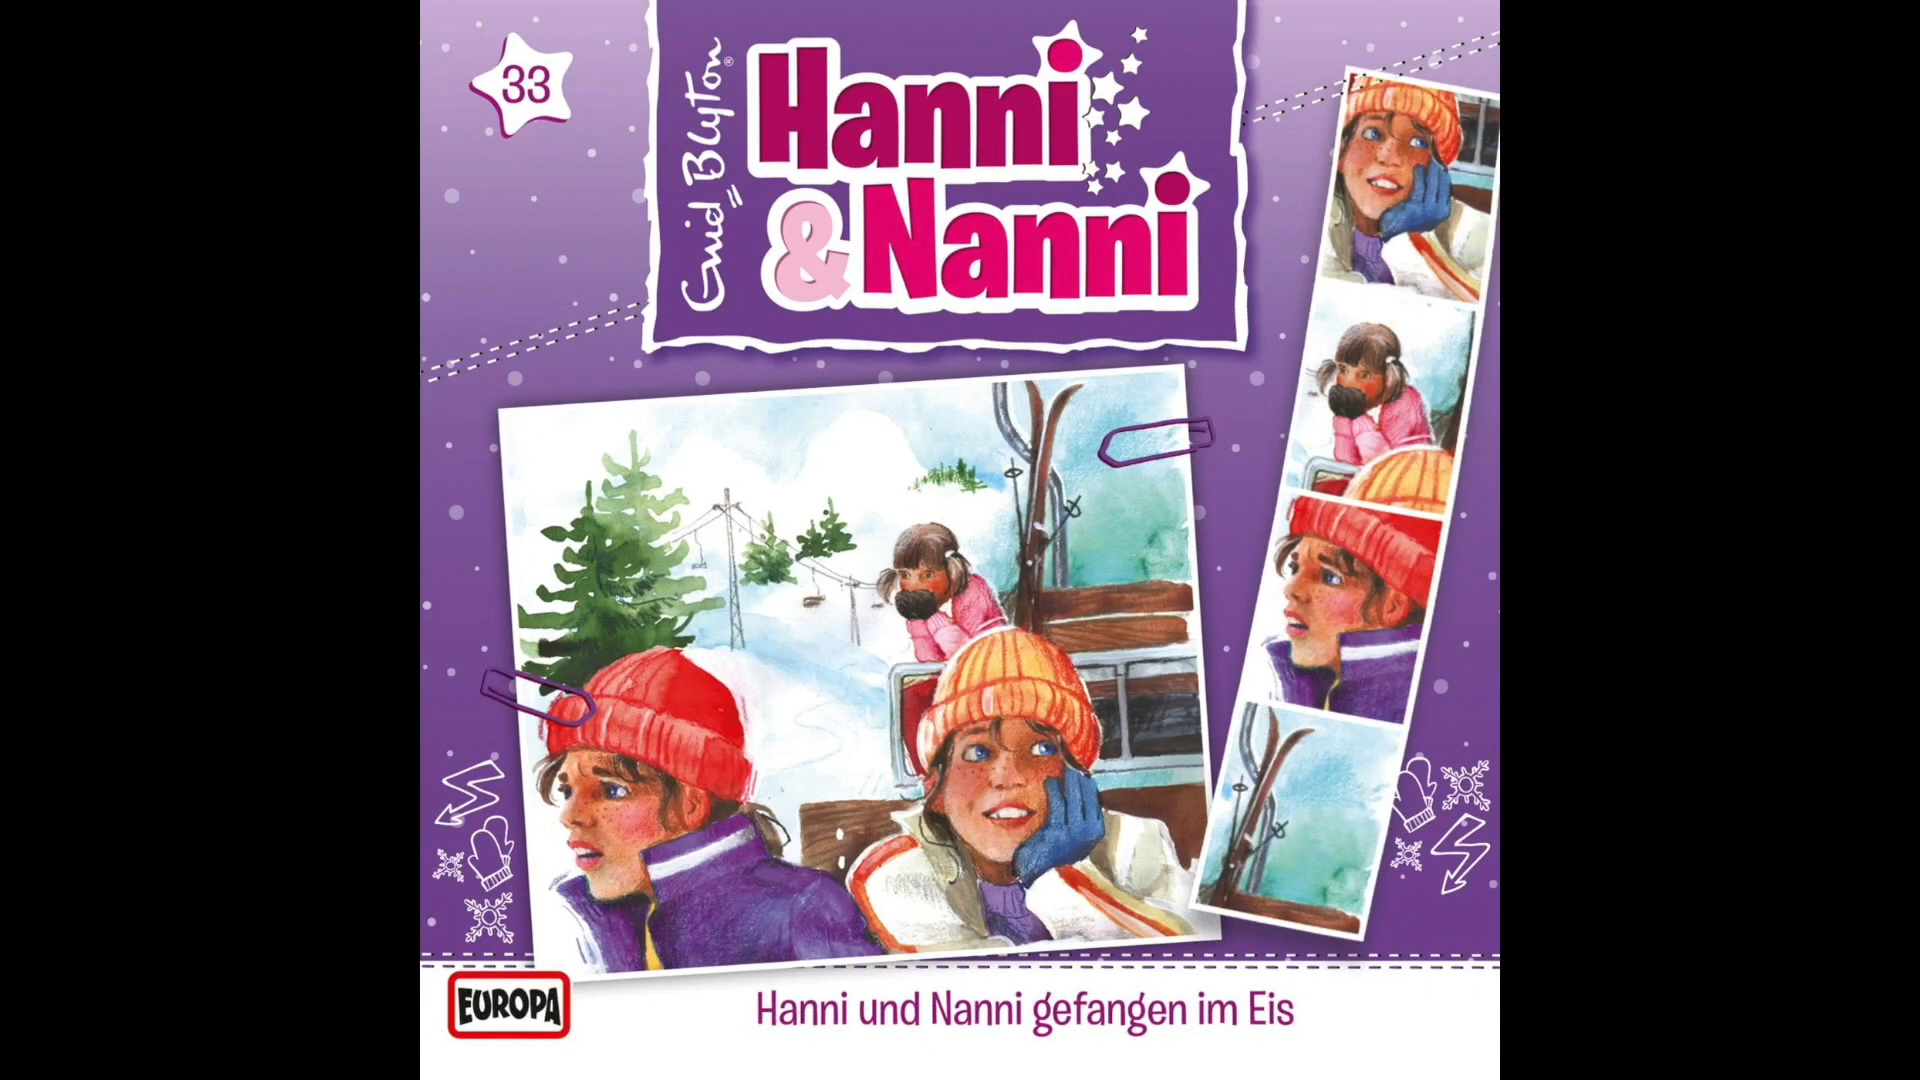 33
Enid Blyton®
Hanni
& Nanni
EUROPA
Hanni und Nanni gefangen im Eis